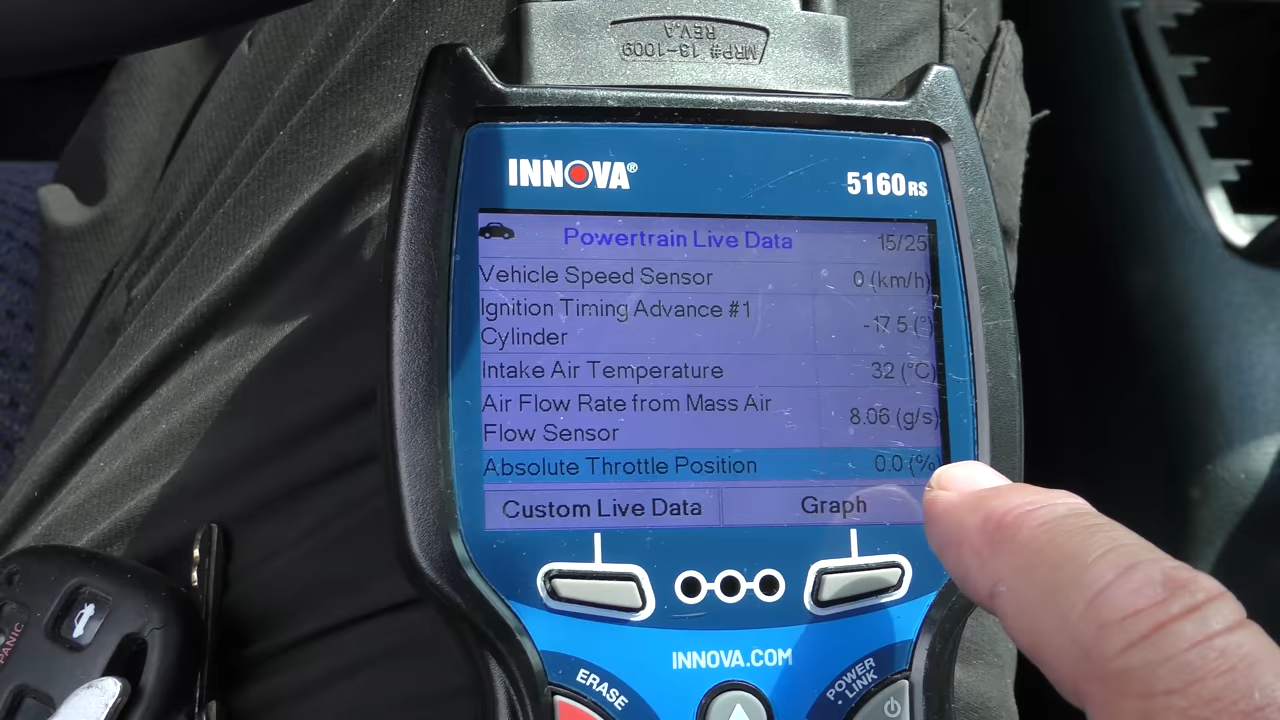 MRP# 13-1009
REV.A
INNOVA®
5160RS
Powertrain Live Data 15/25
Vehicle Speed Sensor 0 (km/h)
Ignition Timing Advance #1
Cylinder -17.5 (°)
Intake Air Temperature 32 (°C)
Air Flow Rate from Mass Air
Flow Sensor 8.06 (g/s)
Absolute Throttle Position 0.0 (%)
Custom Live Data Graph
INNOVA.COM
ERASE
POWER
LINK
PANIC